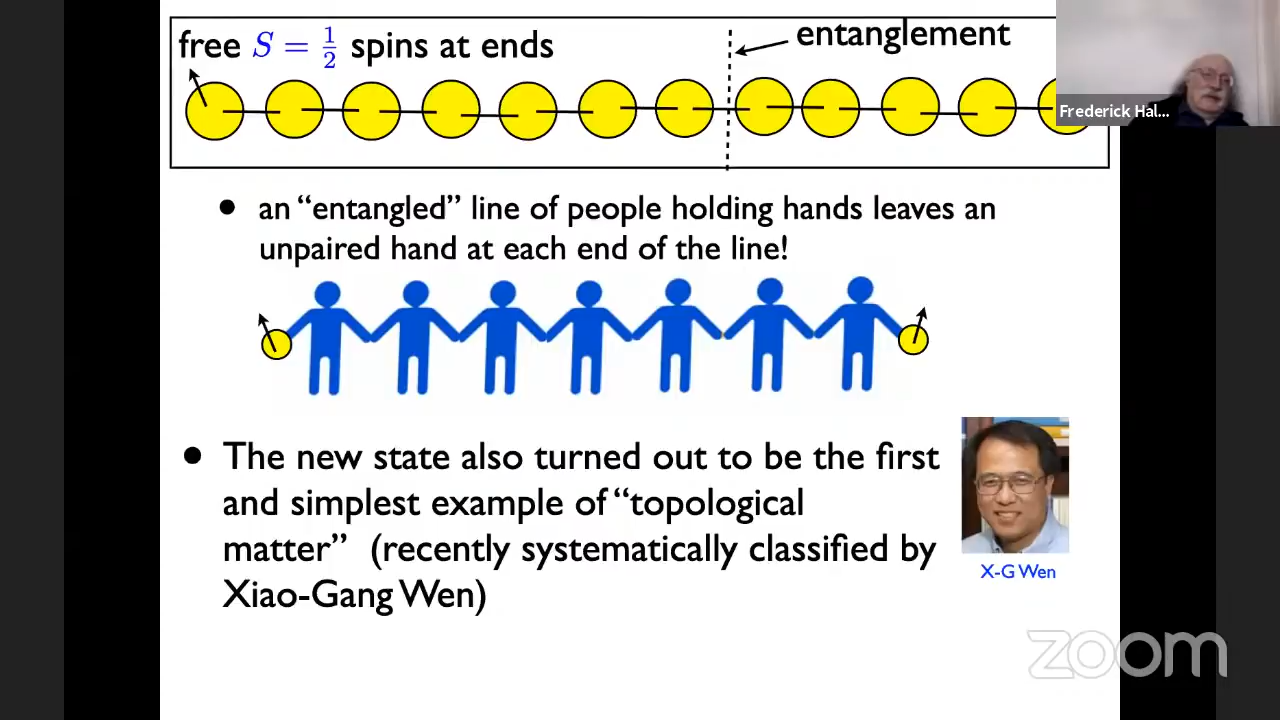 free S = 1/2 spins at ends
entanglement
Frederick Hal...
• an “entangled” line of people holding hands leaves an
unpaired hand at each end of the line!
• The new state also turned out to be the first
and simplest example of “topological
matter” (recently systematically classified by
Xiao-Gang Wen)
X-G Wen
zoom